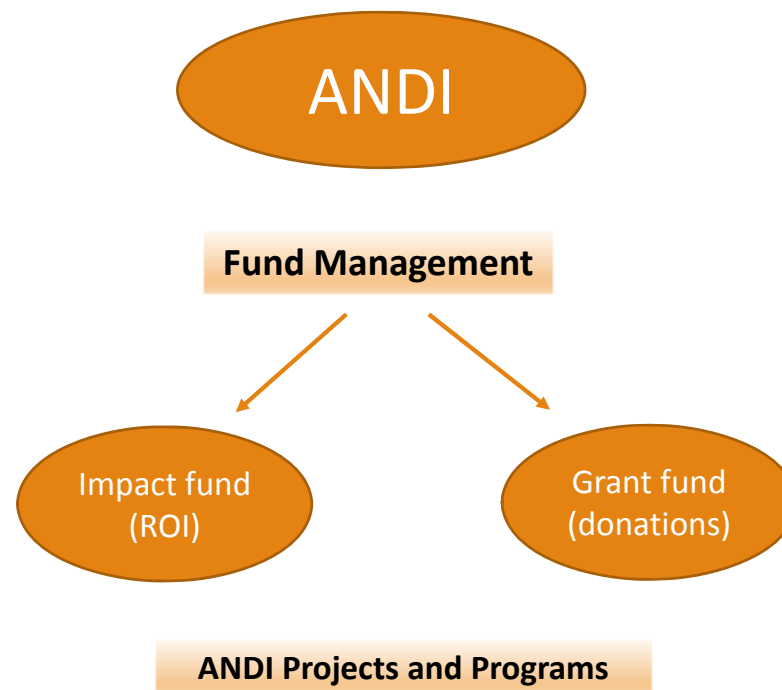 ANDI
Fund Management
Impact fund
(ROI)
Grant fund
(donations)
ANDI Projects and Programs